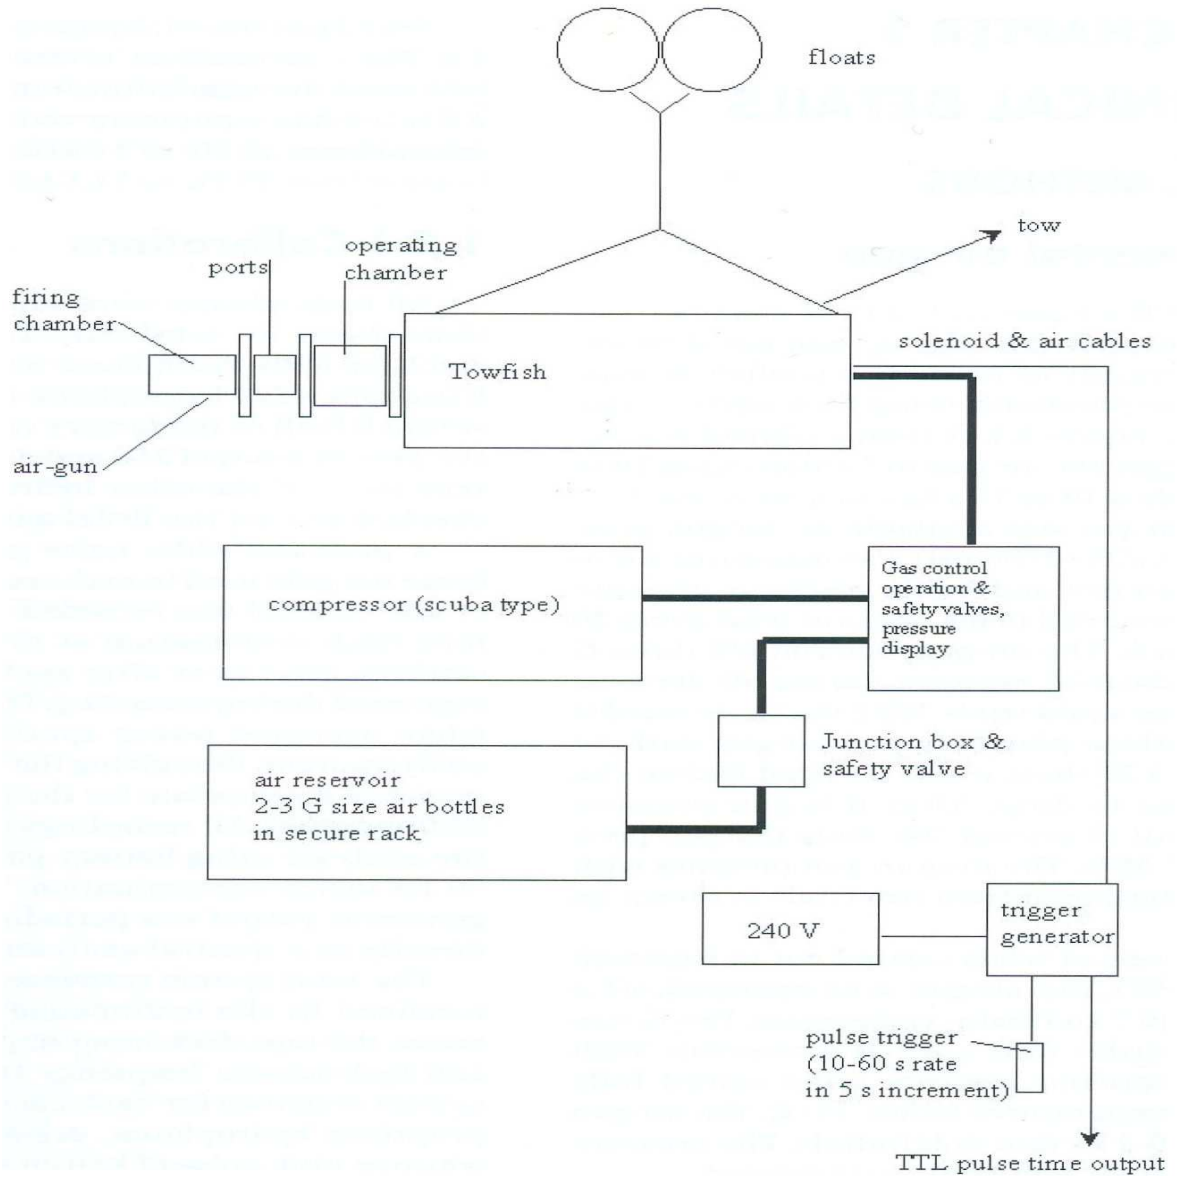 floats
tow
operating
chamber
ports
firing
chamber
solenoid & air cables
Towfish
air-gun
Gas control
operation &
safety valves,
pressure
display
compressor (scuba type)
Junction box &
safety valve
air reservoir
2-3 G size air bottles
in secure rack
trigger
generator
240 V
pulse trigger
(10-60 s rate
in 5 s increment)
TTL pulse time output